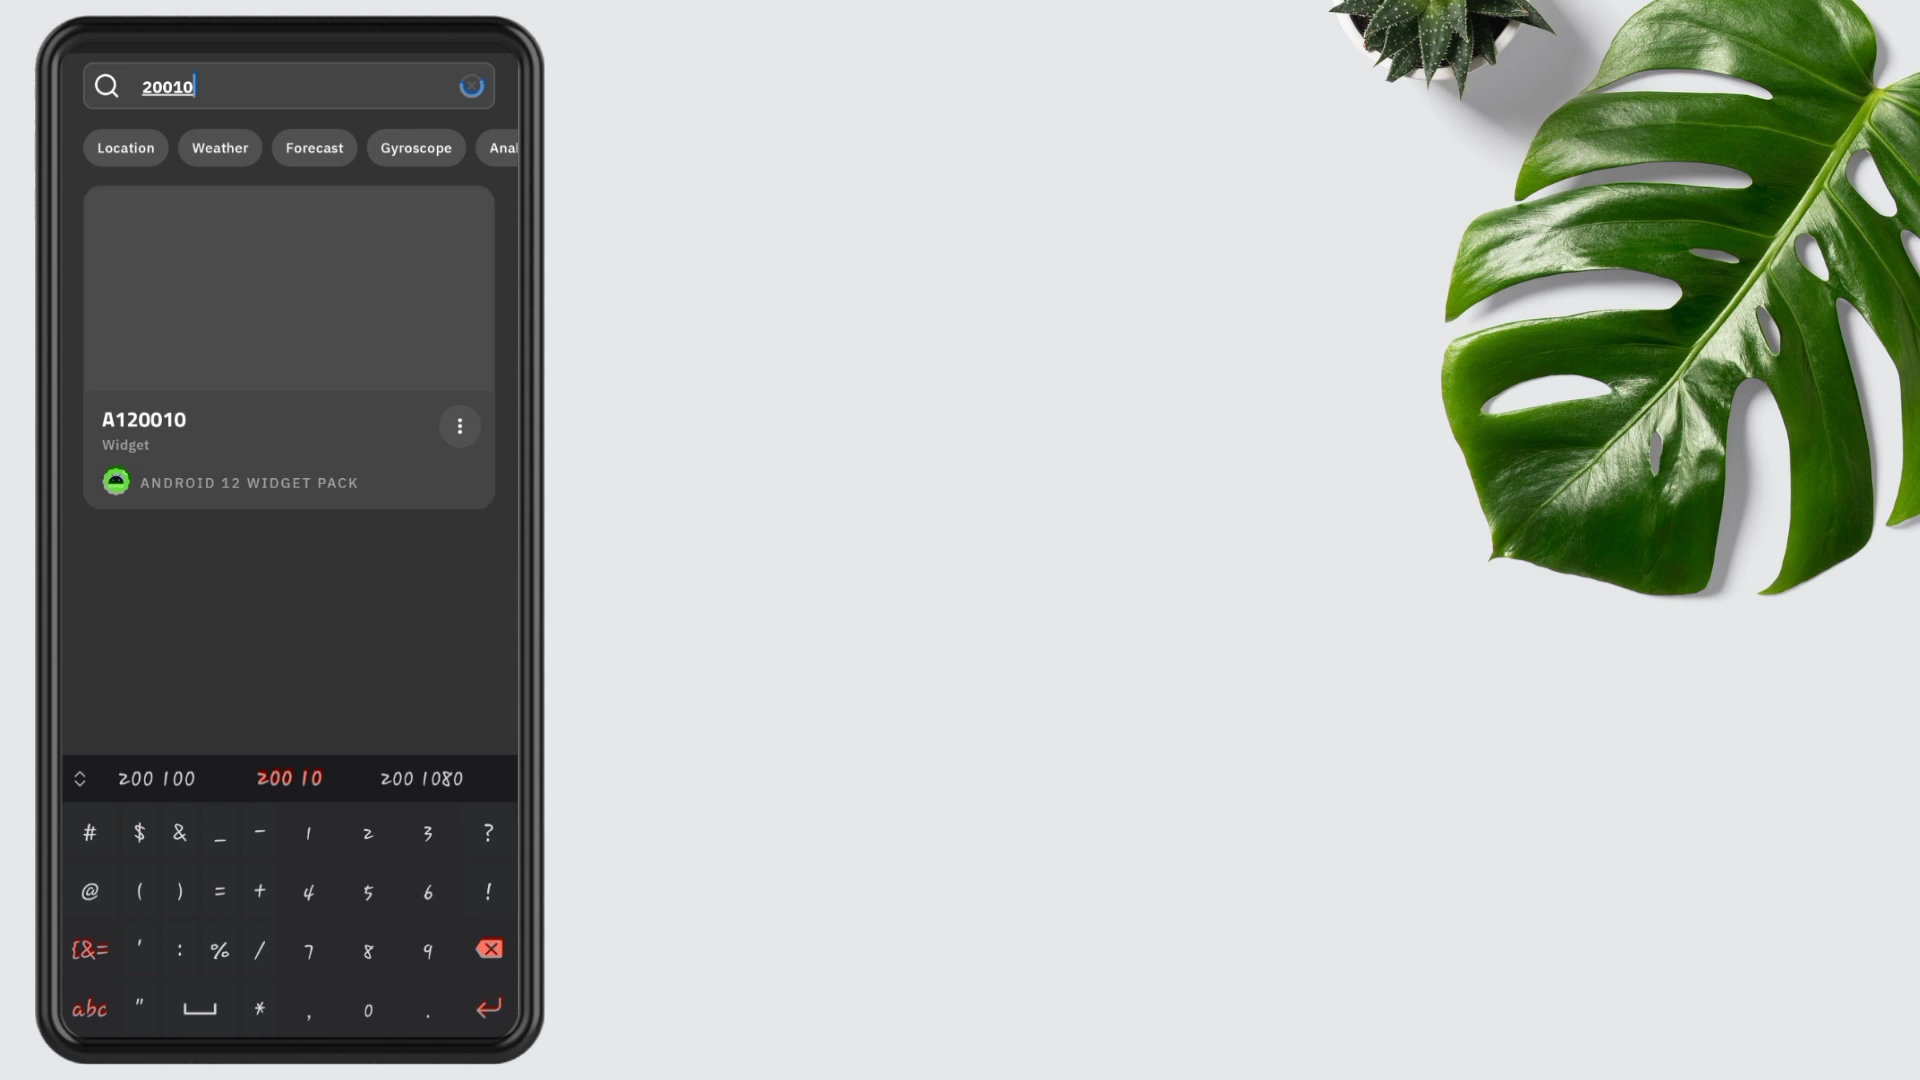 20010
Location Weather Forecast Gyroscope Anal
A120010
Widget
ANDROID 12 WIDGET PACK
200 100 200 10 200 1080
# $ & _ - 1 2 3 ?
@ ( ) = + 4 5 6 !
{&= ' : % / 7 8 9
abc " * , 0 .